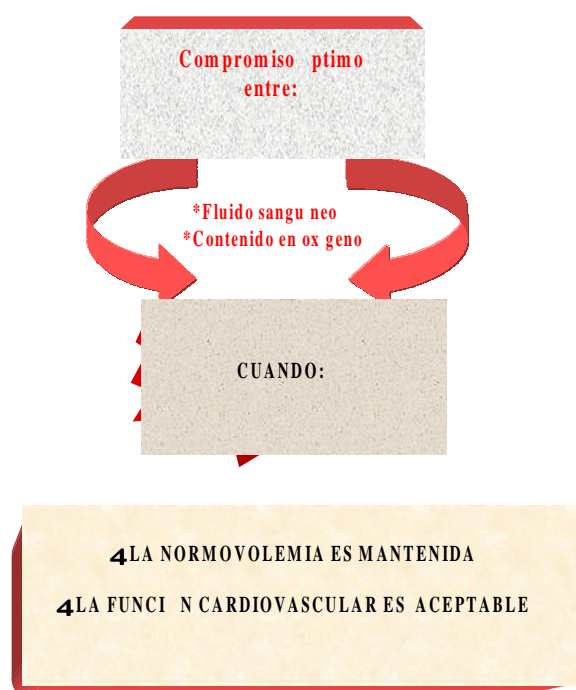 Compromiso ptimo
entre:
*Fluido sangu neo
*Contenido en ox geno
CUANDO:
4LA NORMOVOLEMIA ES MANTENIDA
4LA FUNCI N CARDIOVASCULAR ES ACEPTABLE